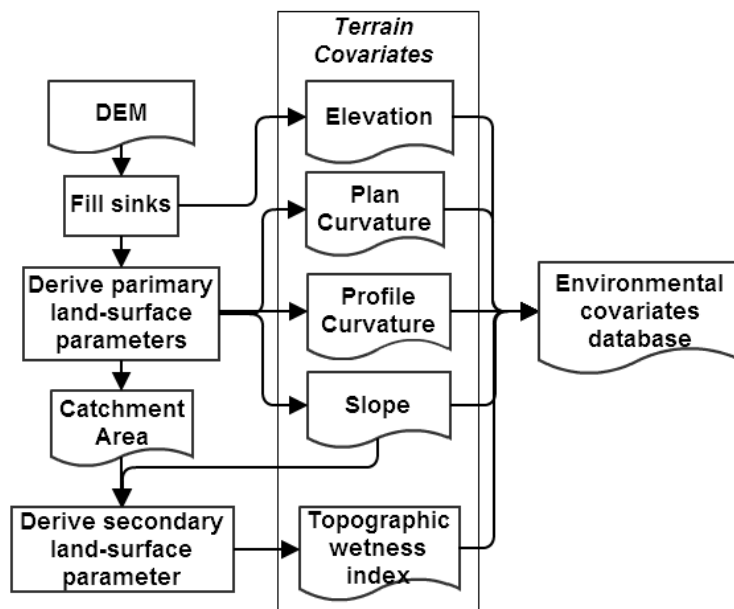 Terrain
Covariates
DEM
Elevation
Fill sinks
Plan
Curvature
Derive parimary
land-surface
parameters
Profile
Curvature
Environmental
covariates
database
Catchment
Area
Slope
Derive secondary
land-surface
parameter
Topographic
wetness
index